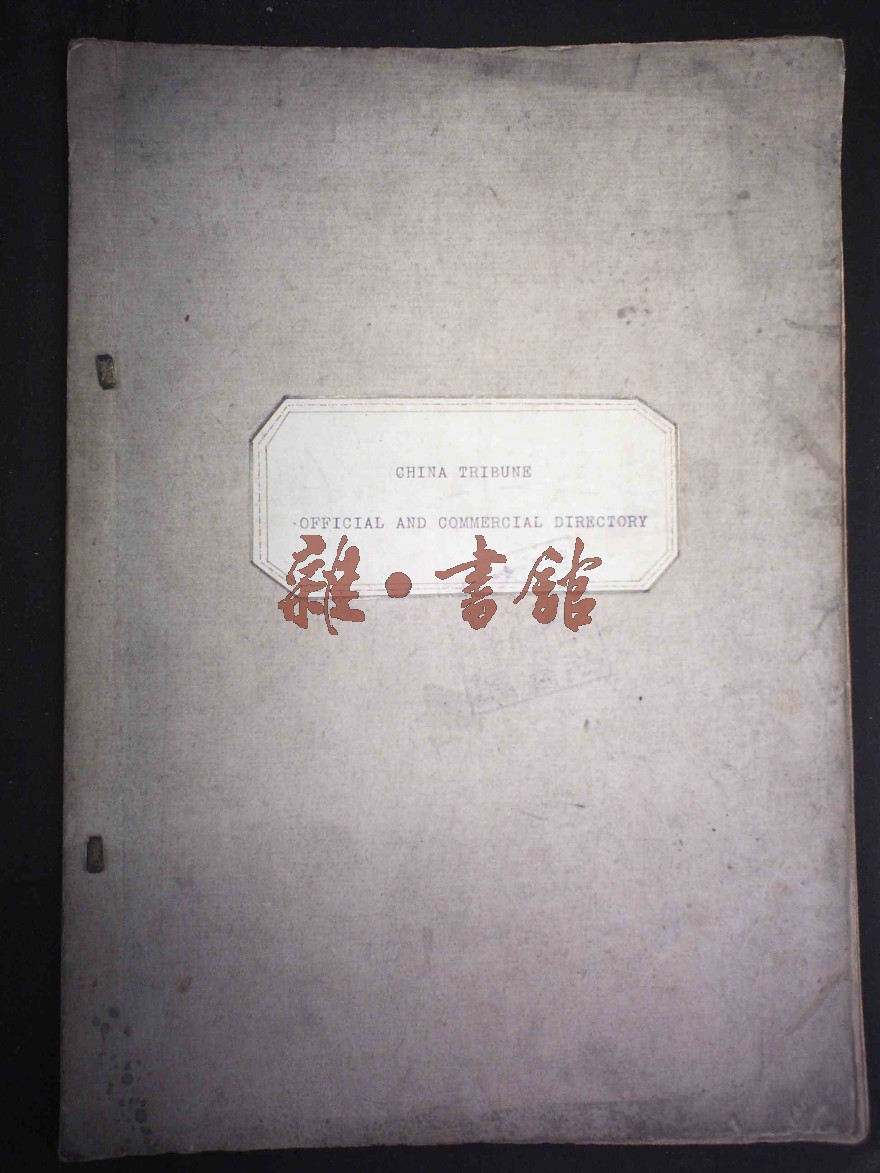 CHINA TRIBUNE
OFFICIAL AND COMMERCIAL DIRECTORY
雜·書館